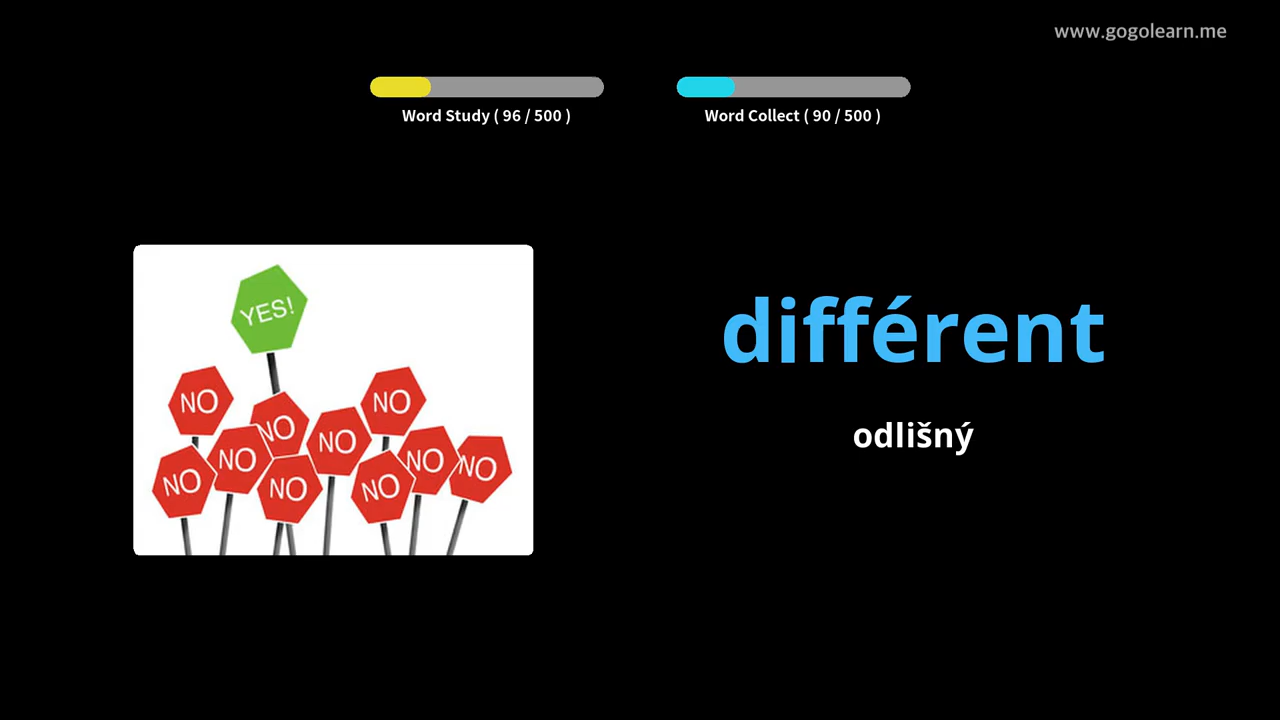 www.gogolearn.me
Word Study ( 96 / 500 )
Word Collect ( 90 / 500 )
YES!
NO
NO
NO
NO
NO
NO
NO
NO
NO
NO
différent
odlišný